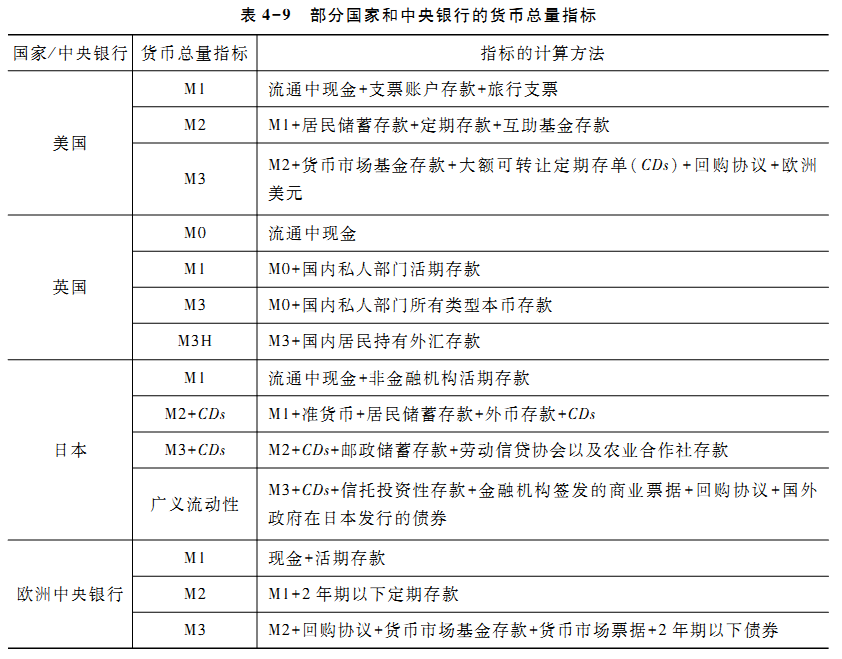 表 4-9 部分国家和中央银行的货币总量指标
国家/中央银行 货币总量指标 指标的计算方法
美国
M1 流通中现金+支票账户存款+旅行支票
M2 M1+居民储蓄存款+定期存款+互助基金存款
M3 M2+货币市场基金存款+大额可转让定期存单(CDs)+回购协议+欧洲
美元
英国
M0 流通中现金
M1 M0+国内私人部门活期存款
M3 M0+国内私人部门所有类型本币存款
M3H M3+国内居民持有外汇存款
日本
M1 流通中现金+非金融机构活期存款
M2+CDs M1+准货币+居民储蓄存款+外币存款+CDs
M3+CDs M2+CDs+邮政储蓄存款+劳动信贷协会以及农业合作社存款
广义流动性 M3+CDs+信托投资性存款+金融机构签发的商业票据+回购协议+国外
政府在日本发行的债券
欧洲中央银行
M1 现金+活期存款
M2 M1+2 年期以下定期存款
M3 M2+回购协议+货币市场基金存款+货币市场票据+2 年期以下债券